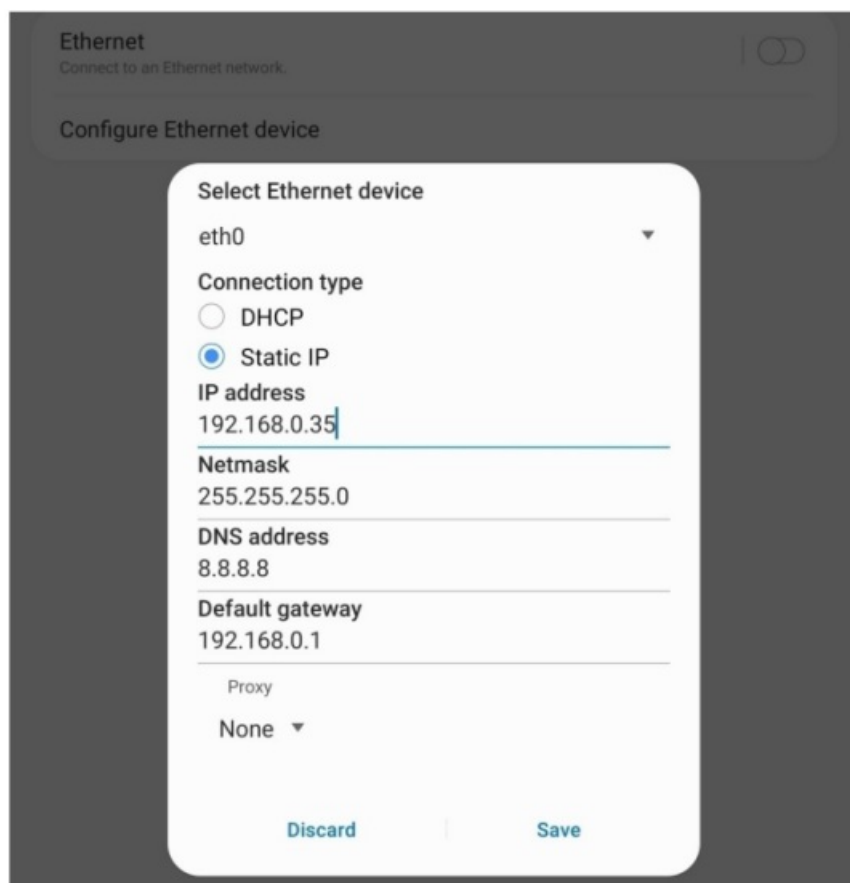 Ethernet
Connect to an Ethernet network.
Configure Ethernet device
Select Ethernet device
eth0
Connection type
DHCP
Static IP
IP address
192.168.0.35
Netmask
255.255.255.0
DNS address
8.8.8.8
Default gateway
192.168.0.1
Proxy
None
Discard
Save